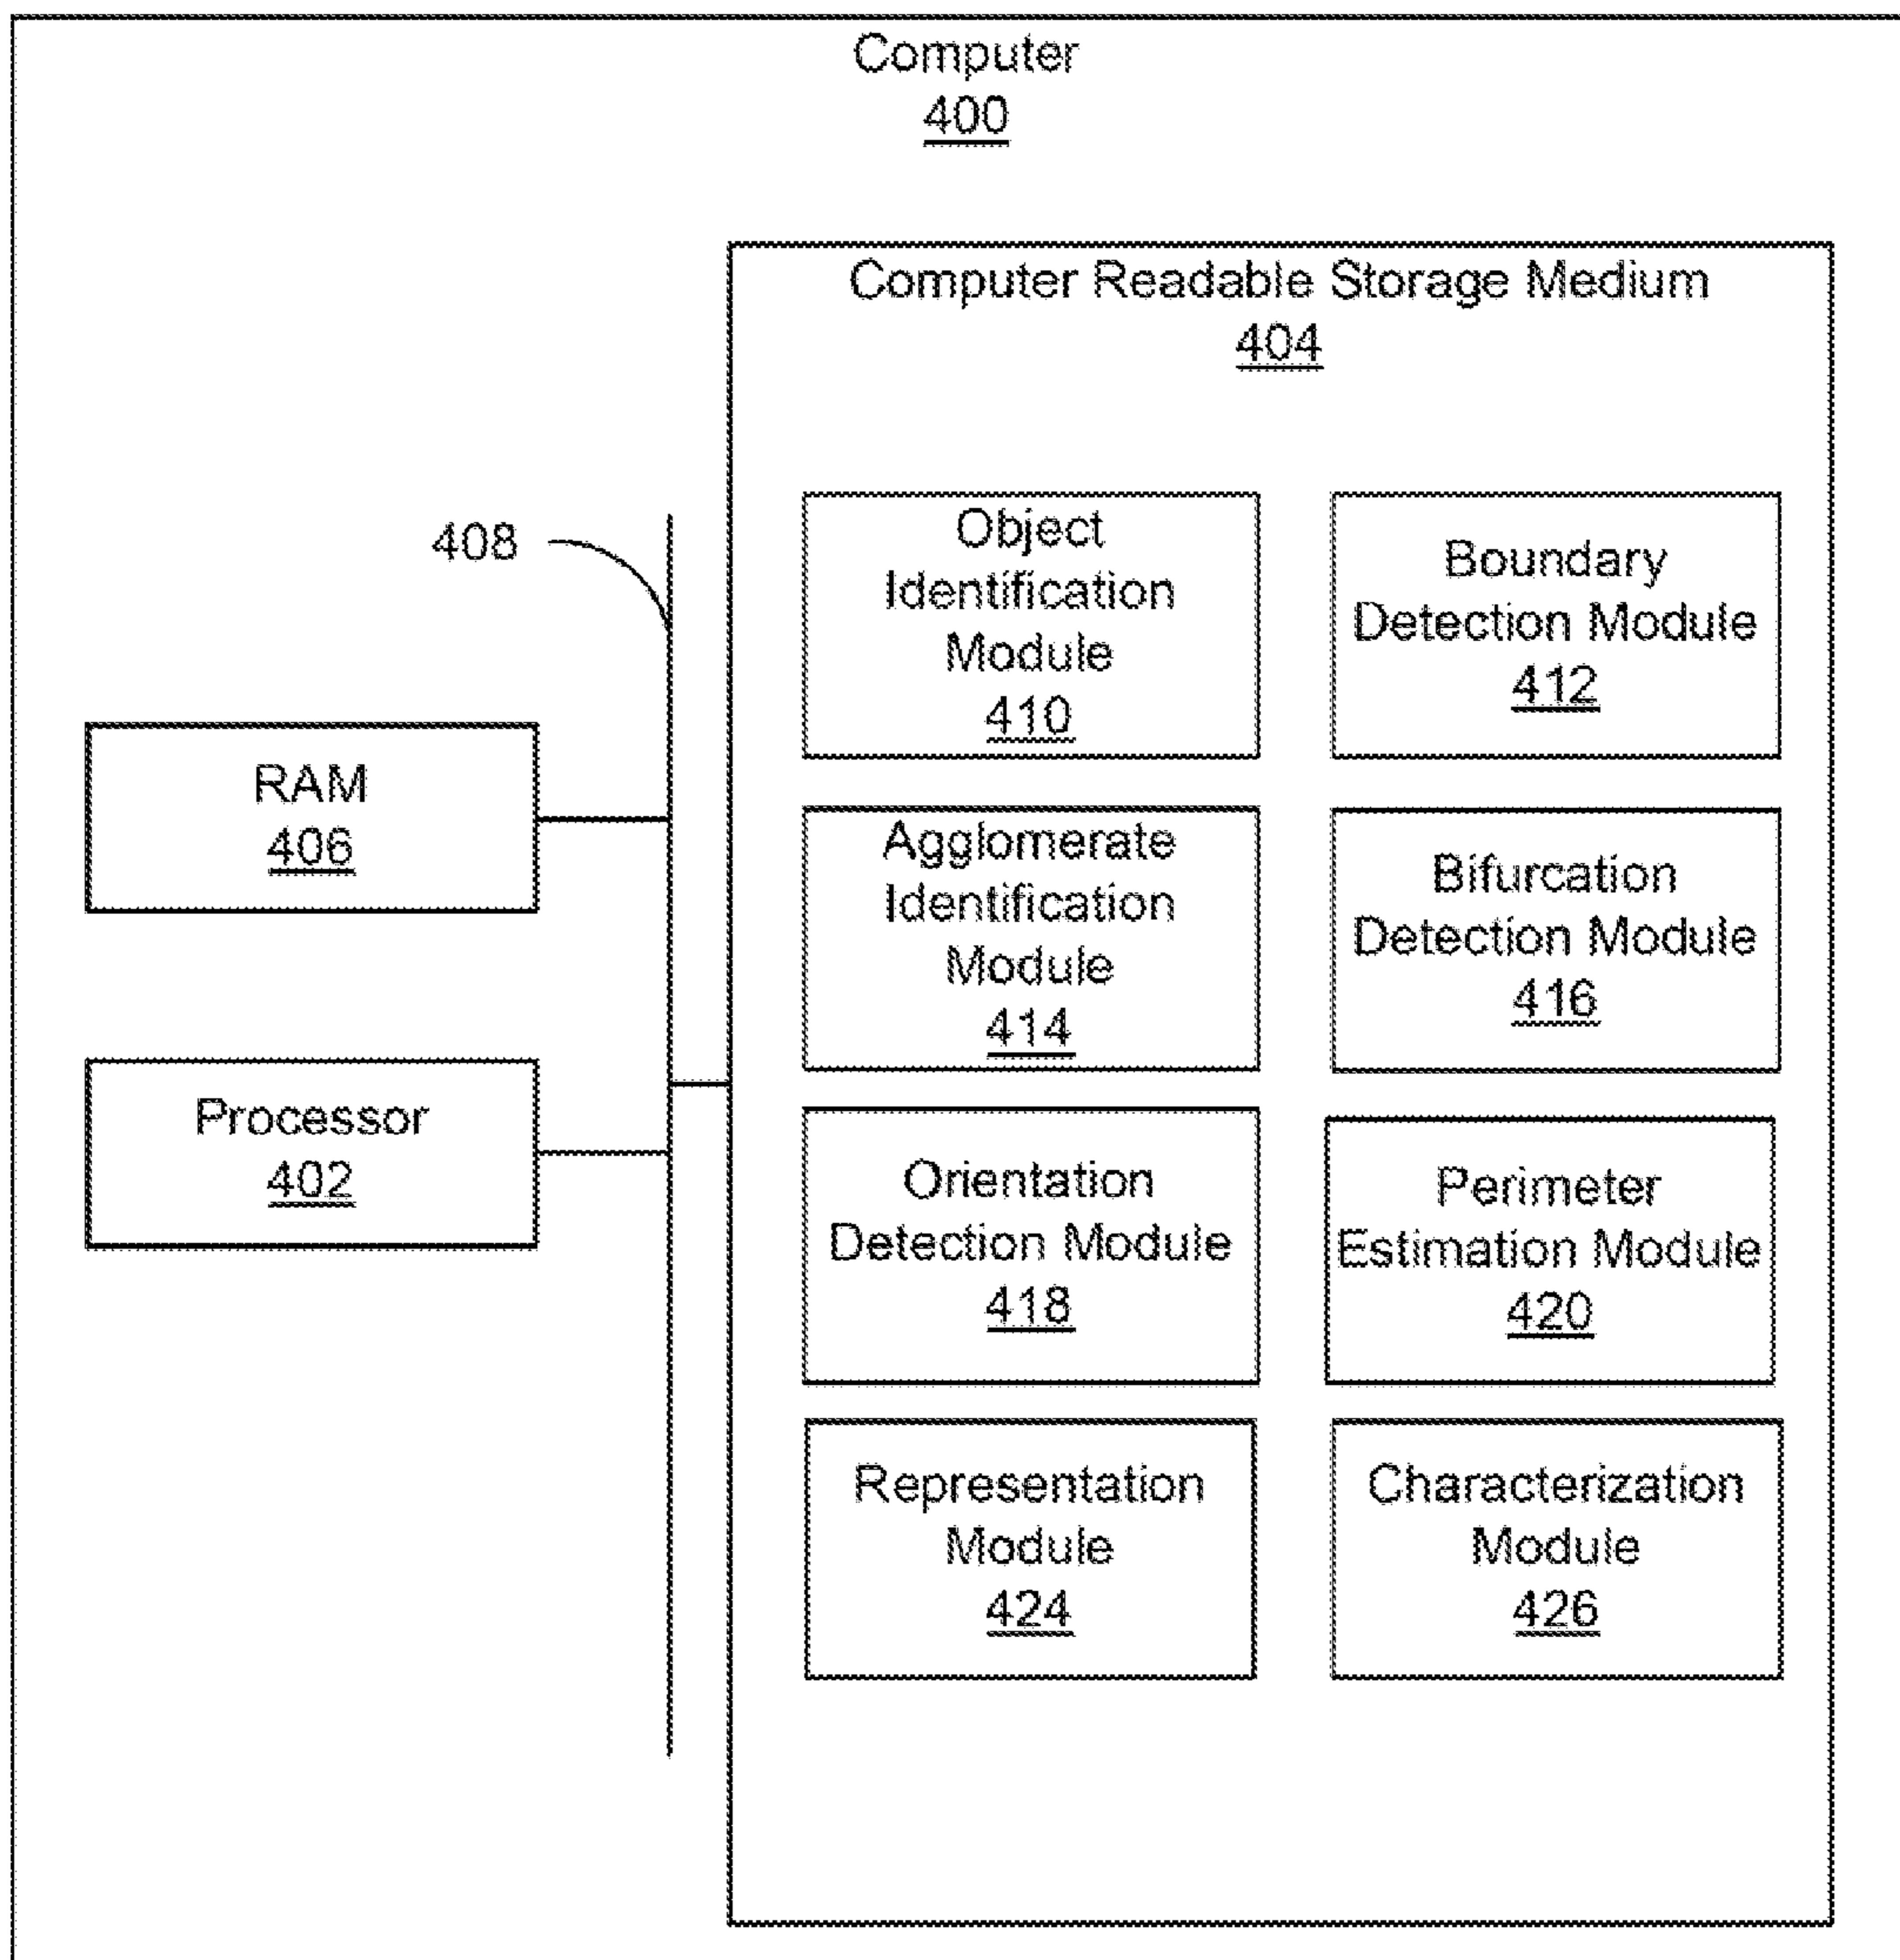 Computer
400
Computer Readable Storage Medium
404
408
Object
Identification
Module
410
Boundary
Detection Module
412
RAM
406
Agglomerate
Identification
Module
414
Bifurcation
Detection Module
416
Processor
402
Orientation
Detection Module
418
Perimeter
Estimation Module
420
Representation
Module
424
Characterization
Module
426